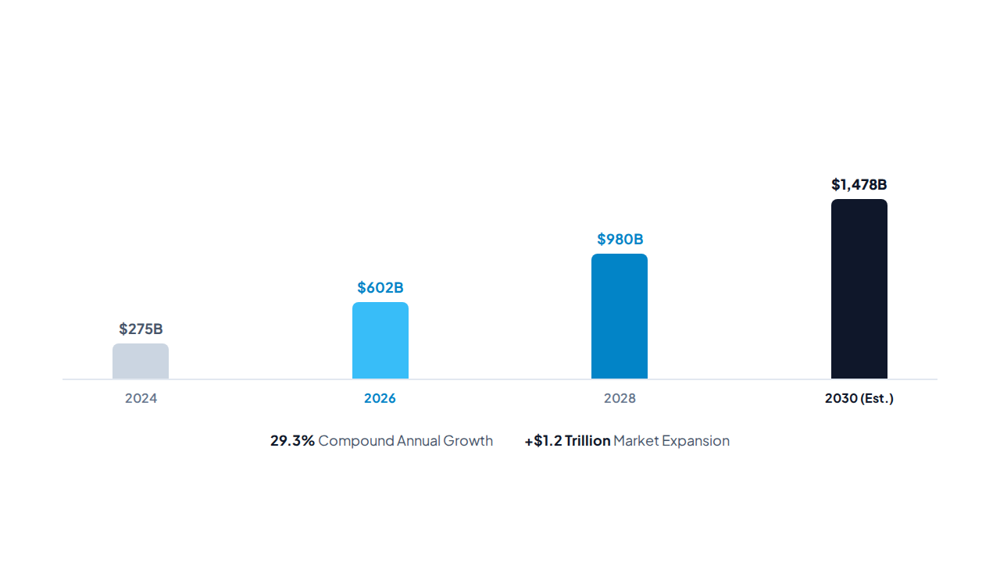 $1,478B
$980B
$602B
$275B
2024 2026 2028 2030 (Est.)
29.3% Compound Annual Growth +$1.2 Trillion Market Expansion